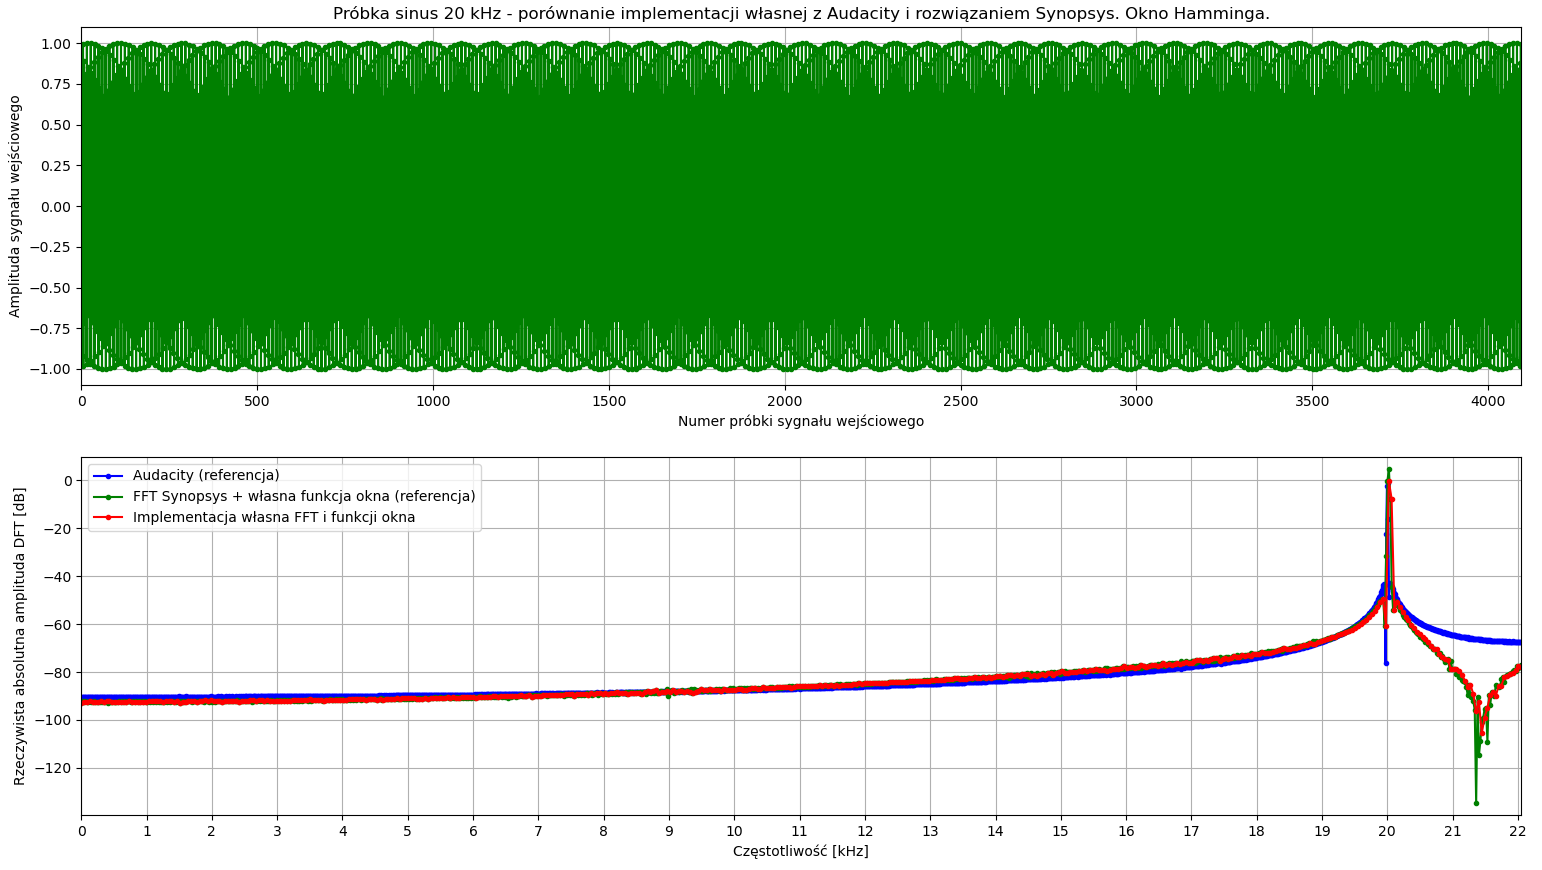 Próbka sinus 20 kHz - porównanie implementacji własnej z Audacity i rozwiązaniem Synopsys. Okno Hamminga.
Amplituda sygnału wejściowego
1.00
0.75
0.50
0.25
0.00
−0.25
−0.50
−0.75
−1.00
0 500 1000 1500 2000 2500 3000 3500 4000
Numer próbki sygnału wejściowego
Rzeczywista absolutna amplituda DFT [dB]
0
−20
−40
−60
−80
−100
−120
Audacity (referencja)
FFT Synopsys + własna funkcja okna (referencja)
Implementacja własna FFT i funkcji okna
0 1 2 3 4 5 6 7 8 9 10 11 12 13 14 15 16 17 18 19 20 21 22
Częstotliwość [kHz]